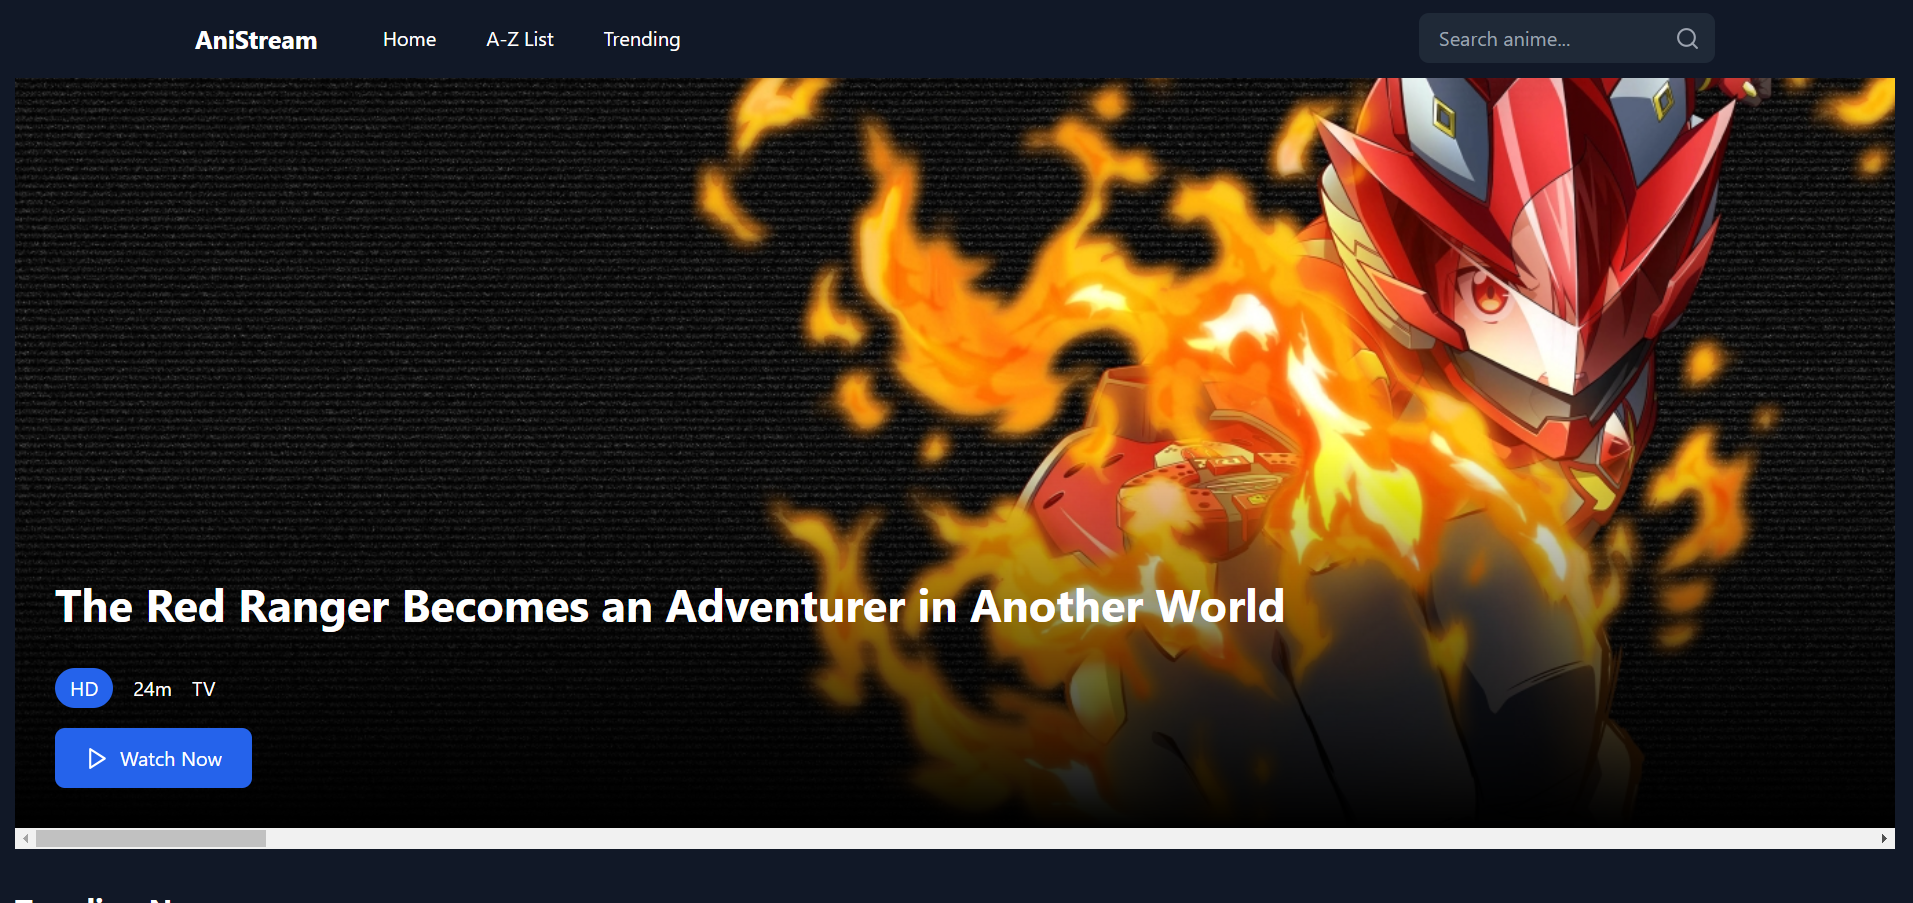 AniStream
Home
A-Z List
Trending
Search anime...
The Red Ranger Becomes an Adventurer in Another World
HD
24m
TV
Watch Now